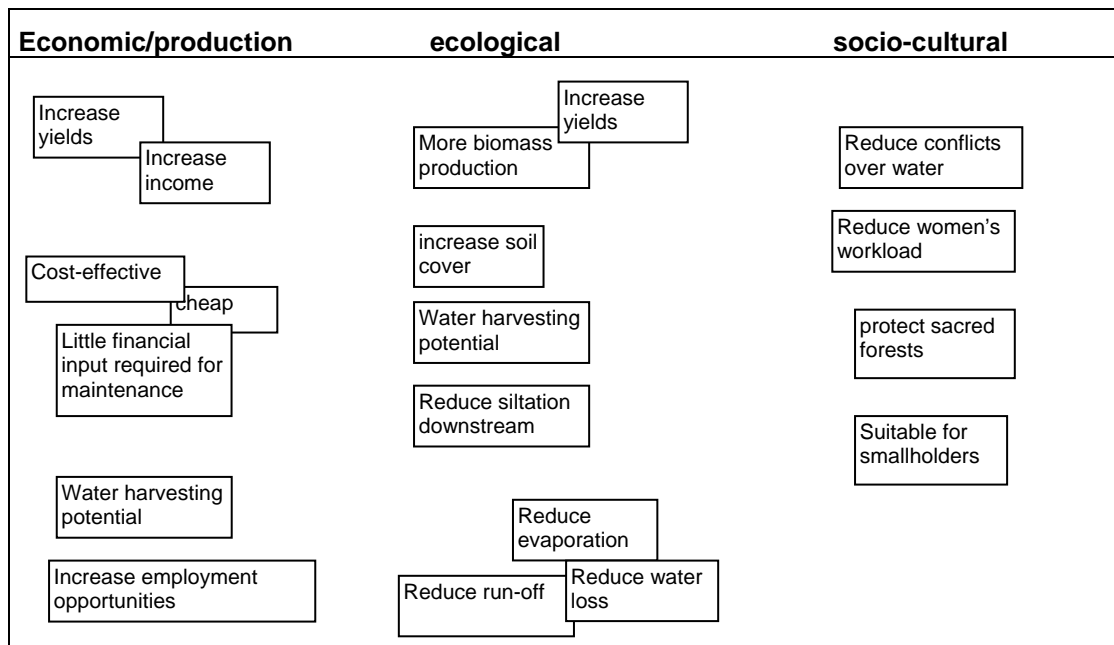 Economic/production
ecological
socio-cultural
Increase
yields
Increase
income
Cost-effective
cheap
Little financial
input required for
maintenance
Water harvesting
potential
Increase employment
opportunities
Increase
yields
More biomass
production
increase soil
cover
Water harvesting
potential
Reduce siltation
downstream
Reduce
evaporation
Reduce run-off
Reduce water
loss
Reduce conflicts
over water
Reduce women’s
workload
protect sacred
forests
Suitable for
smallholders